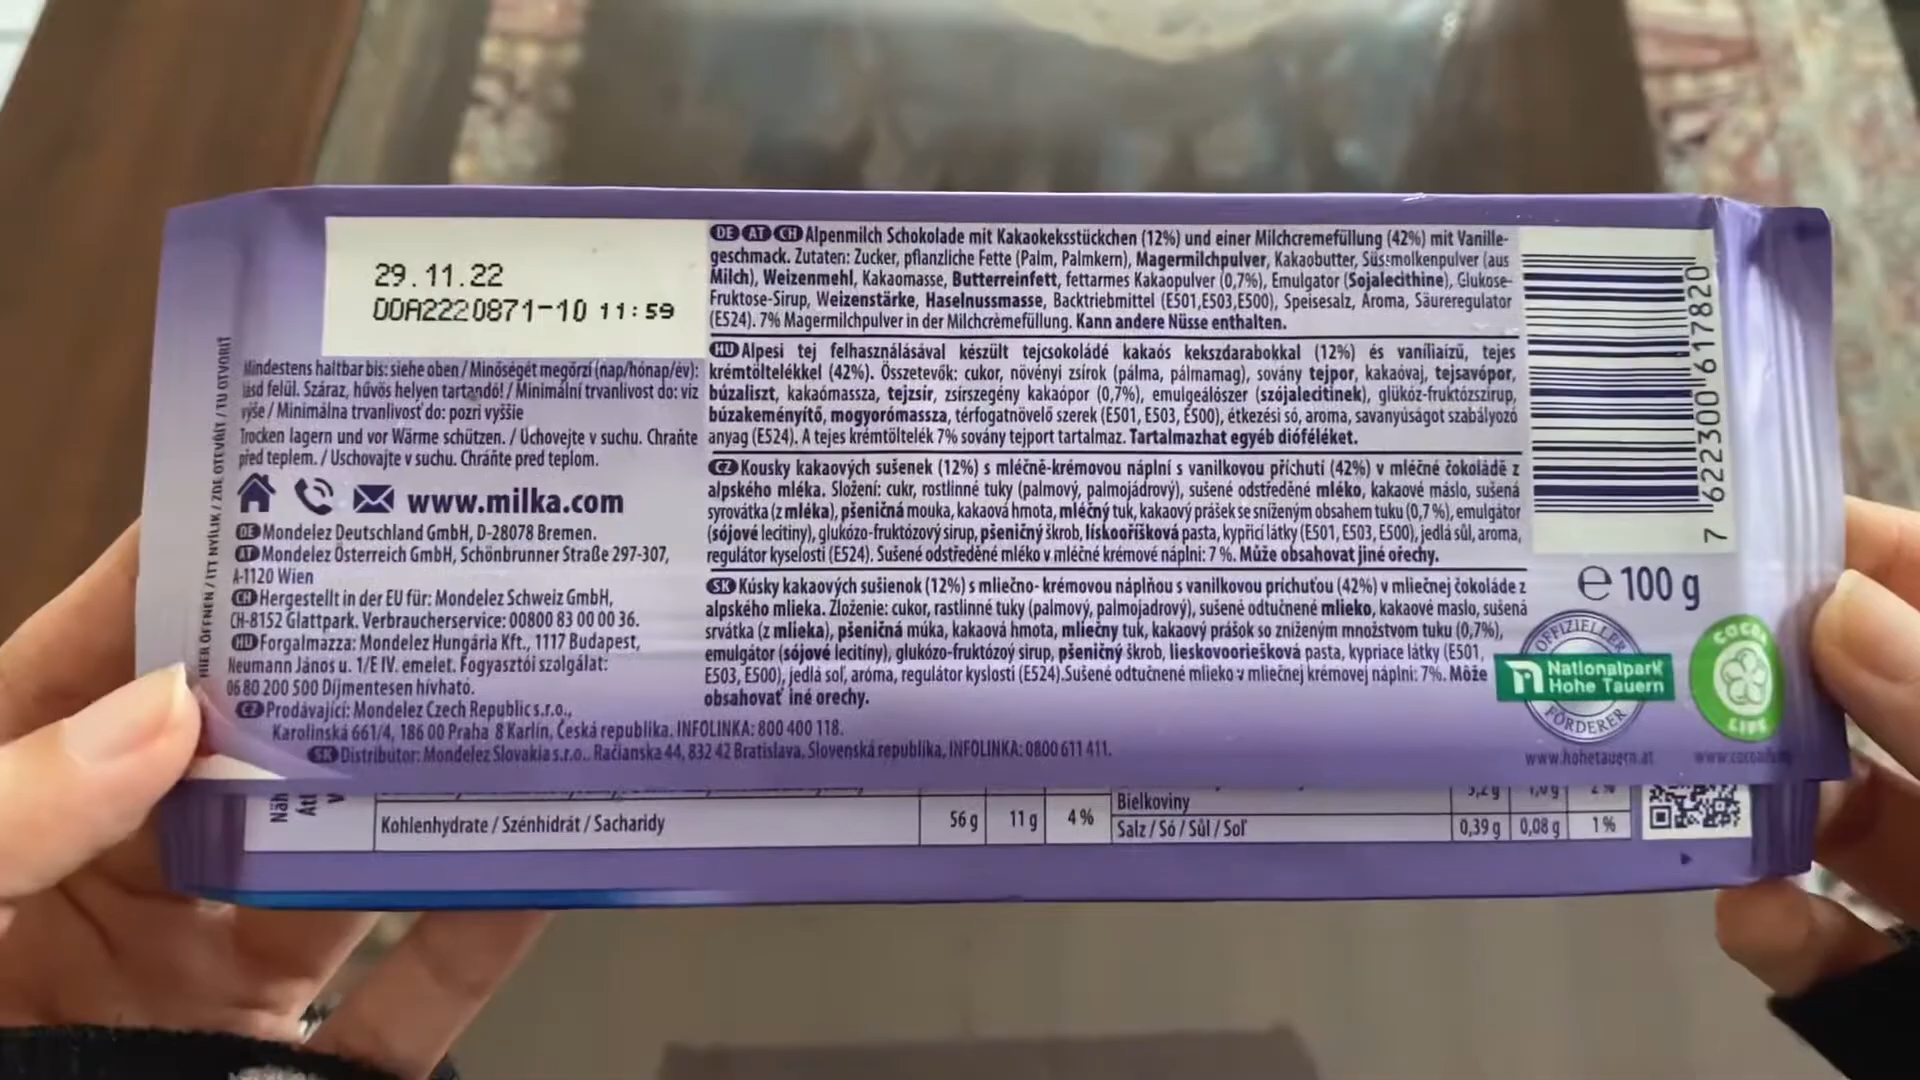 29.11.22
OOA2220871-10 11:59
HIER ÖFFNEN / ITT NYÍLIK / ZDE OTEVŘÍT / TU OTVORIŤ
Mindestens haltbar bis: siehe oben / Minőségét megőrzi (nap/hónap/év):
lásd felül. Száraz, hűvös helyen tartandó! / Minimální trvanlivost do: viz
výše / Minimálna trvanlivosť do: pozri vyššie
Trocken lagern und vor Wärme schützen. / Uchovejte v suchu. Chraňte
před teplem. / Uschovajte v suchu. Chráňte pred teplom.
www.milka.com
DE Mondelez Deutschland GmbH, D-28078 Bremen.
AT Mondelez Österreich GmbH, Schönbrunner Straße 297-307,
A-1120 Wien
CH Hergestellt in der EU für: Mondelez Schweiz GmbH,
CH-8152 Glattpark. Verbraucherservice: 00800 83 00 00 36.
HU Forgalmazza: Mondelez Hungária Kft., 1117 Budapest,
Neumann János u. 1/E IV. emelet. Fogyasztói szolgálat:
06 80 200 500 Díjmentesen hívható.
CZ Prodávající: Mondelez Czech Republic s.r.o.,
Karolinská 661/4, 186 00 Praha 8 Karlín, Česká republika. INFOLINKA: 800 400 118.
SK Distribútor: Mondelez Slovakia s.r.o., Račianska 44, 832 42 Bratislava, Slovenská republika, INFOLINKA: 0800 611 411.
DE AT CH Alpenmilch Schokolade mit Kakaokeksstückchen (12%) und einer Milchcremefüllung (42%) mit Vanille-
geschmack. Zutaten: Zucker, pflanzliche Fette (Palm, Palmkern), Magermilchpulver, Kakaobutter, Süssmolkenpulver (aus
Milch), Weizenmehl, Kakaomasse, Butterreinfett, fettarmes Kakaopulver (0,7%), Emulgator (Sojalecithine), Glukose-
Fruktose-Sirup, Weizenstärke, Haselnussmasse, Backtriebmittel (E501,E503,E500), Speisesalz, Aroma, Säureregulator
(E524). 7% Magermilchpulver in der Milchcrèmefüllung. Kann andere Nüsse enthalten.
HU Alpesi tej felhasználásával készült tejcsokoládé kakaós kekszdarabokkal (12%) és vaníliaízű, tejes
krémtöltelékkel (42%). Összetevők: cukor, növényi zsírok (pálma, pálmamag), sovány tejpor, kakaóvaj, tejsavópor,
búzaliszt, kakaómassza, tejzsír, zsírszegény kakaópor (0,7%), emulgeálószer (szójalecitinek), glükóz-fruktózszirup,
búzakeményítő, mogyorómassza, térfogatnövelő szerek (E501, E503, E500), étkezési só, aroma, savanyúságot szabályozó
anyag (E524). A tejes krémtöltelék 7% sovány tejport tartalmaz. Tartalmazhat egyéb dióféléket.
CZ Kousky kakaových sušenek (12%) s mléčně-krémovou náplní s vanilkovou příchutí (42%) v mléčné čokoládě z
alpského mléka. Složení: cukr, rostlinné tuky (palmový, palmojádrový), sušené odstředěné mléko, kakaové máslo, sušená
syrovátka (z mléka), pšeničná mouka, kakaová hmota, mléčný tuk, kakaový prášek se sníženým obsahem tuku (0,7 %), emulgátor
(sójové lecitiny), glukózo-fruktózový sirup, pšeničný škrob, lískooříšková pasta, kypřicí látky (E501, E503, E500), jedlá sůl, aroma,
regulátor kyselosti (E524). Sušené odstředěné mléko v mléčné krémové náplni: 7 %. Může obsahovat jiné ořechy.
SK Kúsky kakaových sušienok (12%) s mliečno- krémovou náplňou s vanilkovou príchuťou (42%) v mliečnej čokoláde z
alpského mlieka. Zloženie: cukor, rastlinné tuky (palmový, palmojadrový), sušené odtučnené mlieko, kakaové maslo, sušená
srvátka (z mlieka), pšeničná múka, kakaová hmota, mliečny tuk, kakaový prášok so zníženým množstvom tuku (0,7%),
emulgátor (sójové lecitíny), glukózo-fruktózoý sirup, pšeničný škrob, lieskovooriešková pasta, kypriace látky (E501,
E503, E500), jedlá soľ, aróma, regulátor kyslosti (E524).Sušené odtučnené mlieko v mliečnej krémovej náplni: 7%. Môže
obsahovať iné orechy.
7 622300 617820
e 100 g
OFFIZIELLER
Nationalpark
Hohe Tauern
FÖRDERER
www.hohetauern.at
COCOA
LIFE
Kohlenhydrate / Szénhidrát / Sacharidy 56 g 11 g 4 %
Bielkoviny
Salz / Só / Sůl / Soľ 0,39 g 0,08 g 1 %